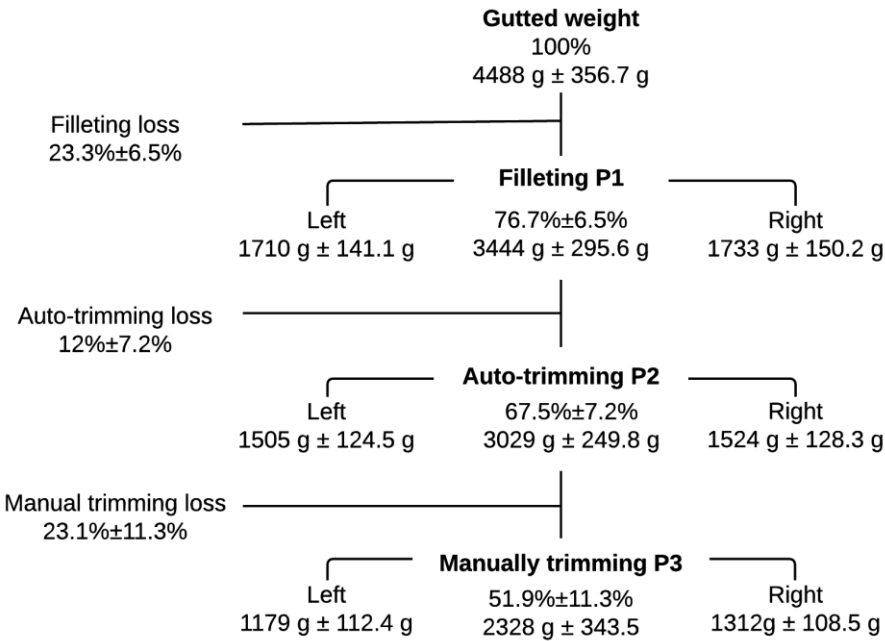 Gutted weight
100%
4488 g ± 356.7 g
Filleting loss
23.3%±6.5%
Filleting P1
Left
1710 g ± 141.1 g
76.7%±6.5%
3444 g ± 295.6 g
Right
1733 g ± 150.2 g
Auto-trimming loss
12%±7.2%
Auto-trimming P2
Left
1505 g ± 124.5 g
67.5%±7.2%
3029 g ± 249.8 g
Right
1524 g ± 128.3 g
Manual trimming loss
23.1%±11.3%
Manually trimming P3
Left
1179 g ± 112.4 g
51.9%±11.3%
2328 g ± 343.5
Right
1312g ± 108.5 g